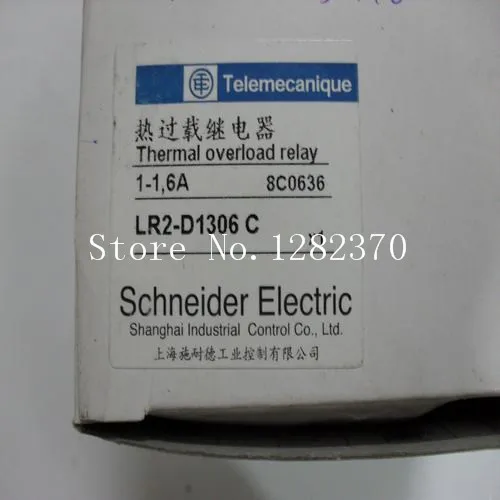 Telemecanique
热过载继电器
Thermal overload relay
1-1,6A 8C0636
LR2-D1306 C x1
Store No. 1282370
Schneider Electric
Shanghai Industrial Control Co., Ltd.
上海施耐德工业控制有限公司